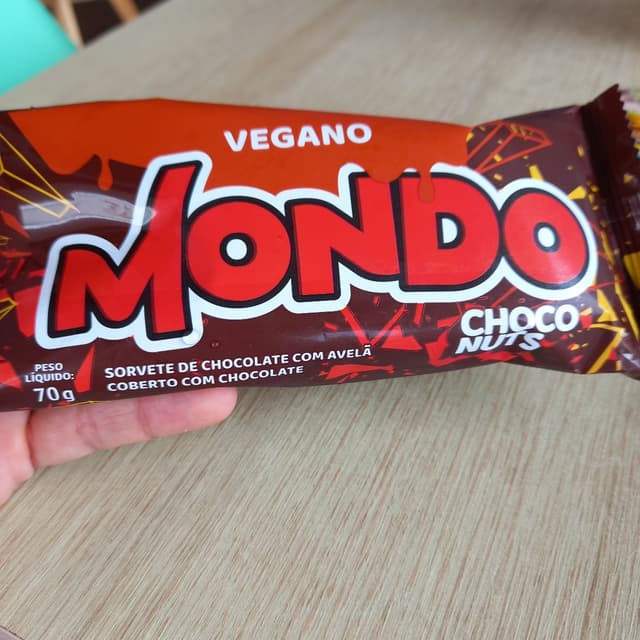 VEGANO
MONDO
CHOCO
NUTS
PESO
LÍQUIDO:
70g
SORVETE DE CHOCOLATE COM AVELÃ
COBERTO COM CHOCOLATE